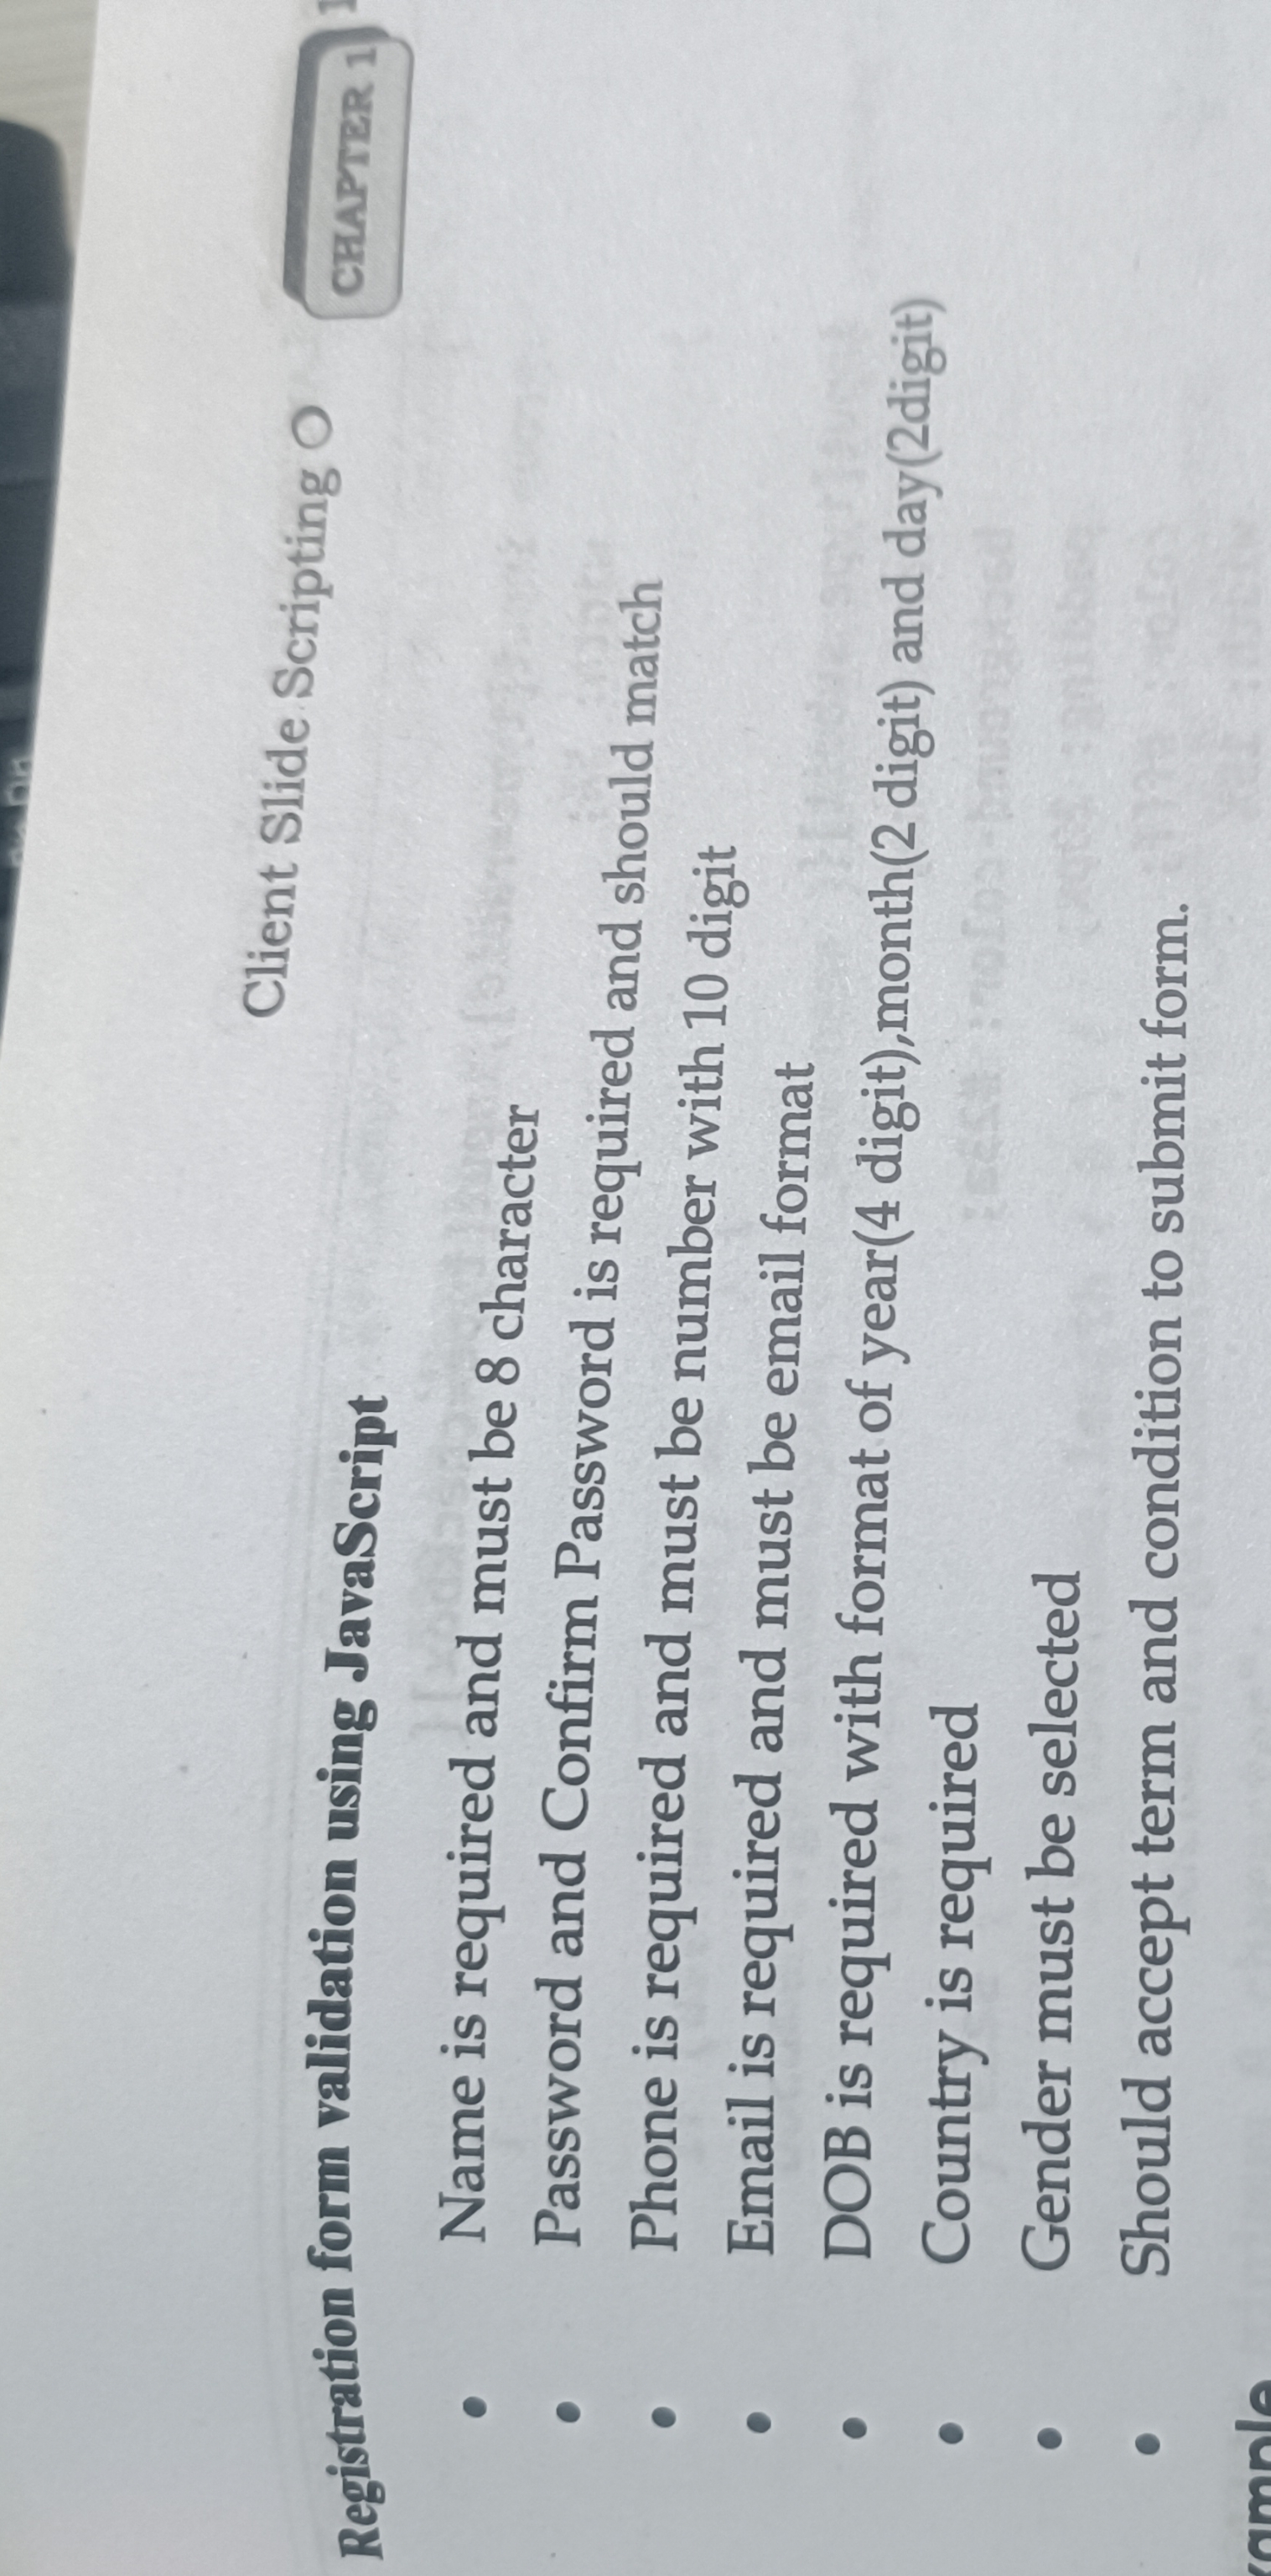 Client Slide Scripting O
CHAPTER 1
Registration form validation using JavaScript
• Name is required and must be 8 character
• Password and Confirm Password is required and should match
• Phone is required and must be number with 10 digit
• Email is required and must be email format
• DOB is required with format of year(4 digit),month(2 digit) and day(2digit)
• Country is required
• Gender must be selected
• Should accept term and condition to submit form.